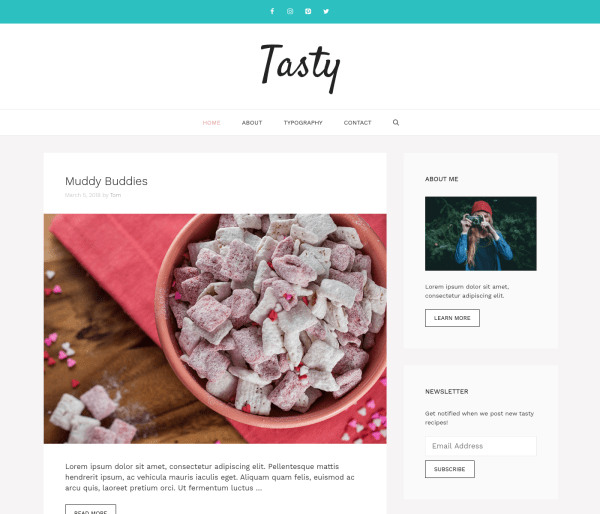 Tasty
HOME ABOUT TYPOGRAPHY CONTACT
Muddy Buddies
March 5, 2018 by Tom
Lorem ipsum dolor sit amet, consectetur adipiscing elit. Pellentesque mattis
hendrerit ipsum, ac vehicula mauris iaculis eget. Aliquam quam felis, euismod ac
arcu quis, laoreet pretium orci. Ut fermentum luctus ...
READ MORE
ABOUT ME
Lorem ipsum dolor sit amet,
consectetur adipiscing elit.
LEARN MORE
NEWSLETTER
Get notified when we post new tasty
recipes!
Email Address
SUBSCRIBE